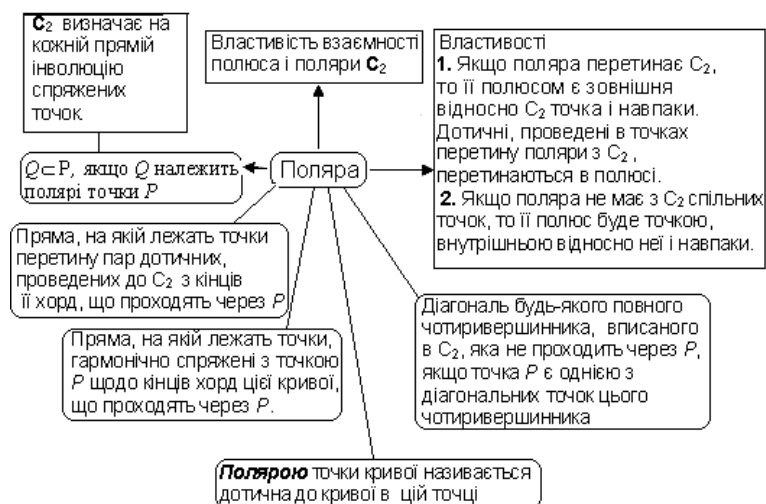 С₂ визначає на
кожній прямій
інволюцію
спряжених
точок
Властивість взаємності
полюса і поляри С₂
Властивості
1. Якщо поляра перетинає С₂,
то її полюсом є зовнішня
відносно С₂ точка і навпаки.
Дотичні, проведені в точках
перетину поляри з С₂ ,
перетинаються в полюсі.
2. Якщо поляра не має з С₂ спільних
точок, то її полюс буде точкою,
внутрішньою відносно неї і навпаки.
Q⊂P, якщо Q належить
полярі точки P
Поляра
Пряма, на якій лежать точки
перетину пар дотичних,
проведених до С₂ з кінців
її хорд, що проходять через P
Пряма, на якій лежать точки,
гармонічно спряжені з точкою
P щодо кінців хорд цієї кривої,
що проходять через P.
Діагональ будь-якого повного
чотиривершинника, вписаного
в С₂, яка не проходить через P,
якщо точка P є однією з
діагональних точок цього
чотиривершинника
Полярою точки кривої називається
дотична до кривої в цій точці